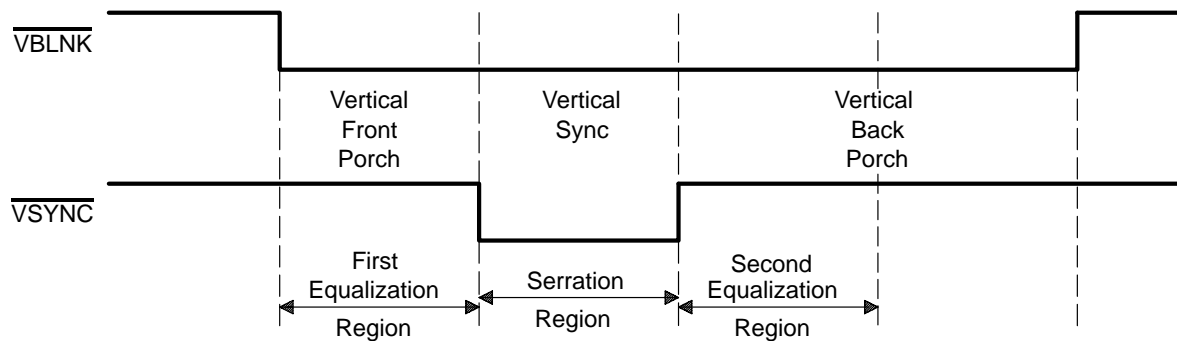 VBLNK
Vertical
Front
Porch
Vertical
Sync
Vertical
Back
Porch
VSYNC
First
Equalization
Region
Serration
Region
Second
Equalization
Region